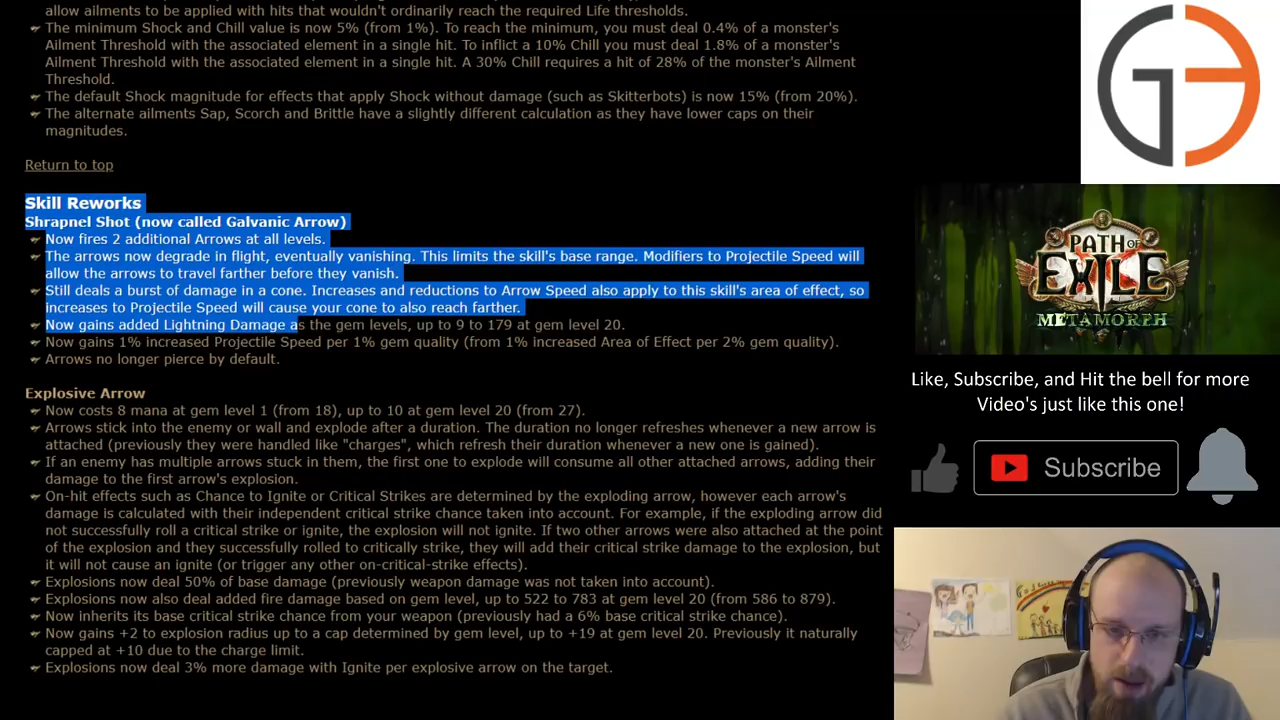 allow ailments to be applied with hits that wouldn't ordinarily reach the required Life thresholds.
The minimum Shock and Chill value is now 5% (from 1%). To reach the minimum, you must deal 0.4% of a monster's
Ailment Threshold with the associated element in a single hit. To inflict a 10% Chill you must deal 1.8% of a monster's
Ailment Threshold with the associated element in a single hit. A 30% Chill requires a hit of 28% of the monster's Ailment
Threshold.
The default Shock magnitude for effects that apply Shock without damage (such as Skitterbots) is now 15% (from 20%).
The alternate ailments Sap, Scorch and Brittle have a slightly different calculation as they have lower caps on their
magnitudes.
Return to top
Skill Reworks
Shrapnel Shot (now called Galvanic Arrow)
Now fires 2 additional Arrows at all levels.
The arrows now degrade in flight, eventually vanishing. This limits the skill's base range. Modifiers to Projectile Speed will
allow the arrows to travel farther before they vanish.
Still deals a burst of damage in a cone. Increases and reductions to Arrow Speed also apply to this skill's area of effect, so
increases to Projectile Speed will cause your cone to also reach farther.
Now gains added Lightning Damage as the gem levels, up to 9 to 179 at gem level 20.
Now gains 1% increased Projectile Speed per 1% gem quality (from 1% increased Area of Effect per 2% gem quality).
Arrows no longer pierce by default.
Explosive Arrow
Now costs 8 mana at gem level 1 (from 18), up to 10 at gem level 20 (from 27).
Arrows stick into the enemy or wall and explode after a duration. The duration no longer refreshes whenever a new arrow is
attached (previously they were handled like "charges", which refresh their duration whenever a new one is gained).
If an enemy has multiple arrows stuck in them, the first one to explode will consume all other attached arrows, adding their
damage to the first arrow's explosion.
On-hit effects such as Chance to Ignite or Critical Strikes are determined by the exploding arrow, however each arrow's
damage is calculated with their independent critical strike chance taken into account. For example, if the exploding arrow did
not successfully roll a critical strike or ignite, the explosion will not ignite. If two other arrows were also attached at the point
of the explosion and they successfully rolled to critically strike, they will add their critical strike damage to the explosion, but
it will not cause an ignite (or trigger any other on-critical-strike effects).
Explosions now deal 50% of base damage (previously weapon damage was not taken into account).
Explosions now also deal added fire damage based on gem level, up to 522 to 783 at gem level 20 (from 586 to 879).
Now inherits its base critical strike chance from your weapon (previously had a 6% base critical strike chance).
Now gains +2 to explosion radius up to a cap determined by gem level, up to +19 at gem level 20. Previously it naturally
capped at +10 due to the charge limit.
Explosions now deal 3% more damage with Ignite per explosive arrow on the target.
PATH OF
EXILE
METAMORPH
Like, Subscribe, and Hit the bell for more
Video's just like this one!
Subscribe